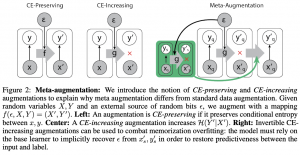 CE-Preserving CE-Increasing Meta-Augmentation
ε ε ε
y' y' y'ₛ y'q
g g g
x' x'
Figure 2: Meta-augmentation: We introduce the notion of CE-preserving and CE-increasing
augmentations to explain why meta augmentation differs from standard data augmentation. Given
random variables X, Y and an external source of random bits ε, we augment with a mapping
f(ε, X, Y) = (X', Y'). Left: An augmentation is CE-preserving if it preserves conditional entropy
between x, y. Center: A CE-increasing augmentation increases H(Y'|X'). Right: Invertible CE-
increasing augmentations can be used to combat memorization overfitting: the model must rely on
the base learner to implicitly recover ε from x'ₛ, y'ₛ in order to restore predictiveness between the
input and label.